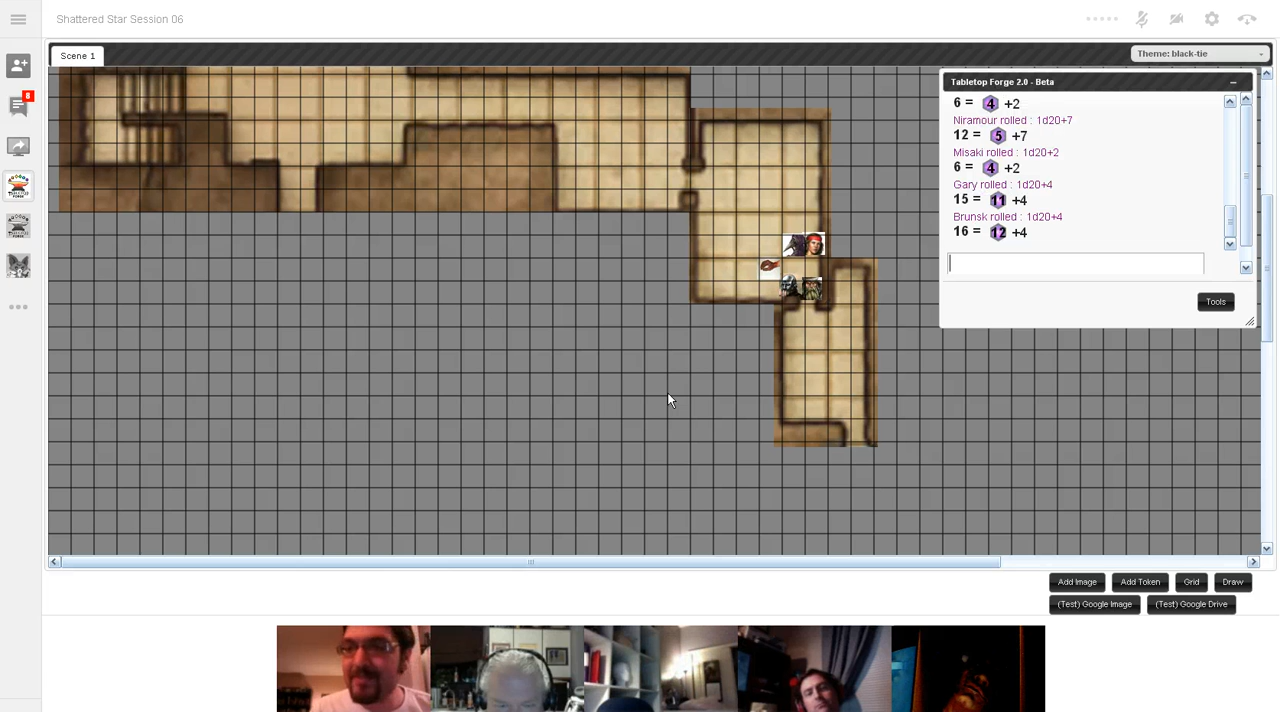 Shattered Star Session 06
8
Scene 1
Theme: black-tie
Tabletop Forge 2.0 - Beta
6 = 4 +2
Niramour rolled : 1d20+7
12 = 5 +7
Misaki rolled : 1d20+2
6 = 4 +2
Gary rolled : 1d20+4
15 = 11 +4
Brunsk rolled : 1d20+4
16 = 12 +4
Tools
Add Image
Add Token
Grid
Draw
(Test) Google Image
(Test) Google Drive